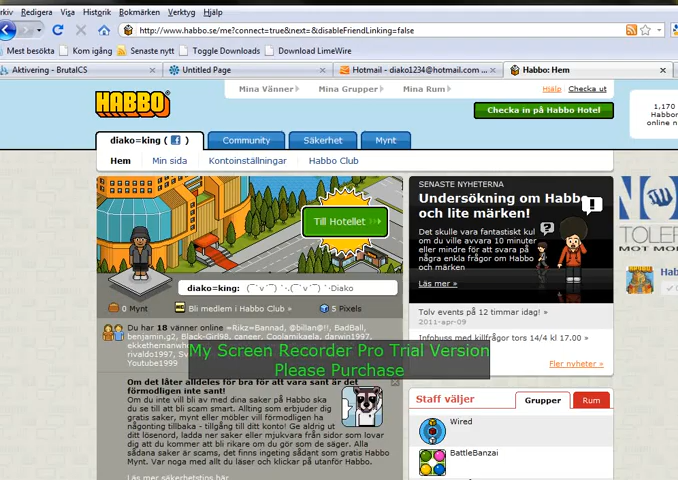 rkiv Redigera Visa Historik Bokmärken Verktyg Hjälp
http://www.habbo.se/me?connect=true&next=&disableFriendLinking=false
Mest besökta Kom igång Senaste nytt Toggle Downloads Download LimeWire
Aktivering - BrutalCS Untitled Page Hotmail - diako1234@hotmail.com ... Habbo: Hem
HABBO
Mina Vänner Mina Grupper Mina Rum Hjälp Checka ut
Checka in på Habbo Hotel
1,170
Habbo
online n
diako=king ( f ) Community Säkerhet Mynt
Hem Min sida Kontoinställningar Habbo Club
Till Hotellet
diako=king: (¯`v´¯) `·.(¯`v´¯) ´·Diako
0 Mynt Bli medlem i Habbo Club » 5 Pixels
Du har 18 vänner online »Rikz=Bannad, @billan@!!, BadBall,
benjamin.g2, Black-Girl98, caneer, Coolamikaela, darwin1997,
ekkethemanwh
rivaldo1997, Sv
Youtube1999
My Screen Recorder Pro Trial Version
Please Purchase
Om det låter alldeles för bra för att vara sant är det
förmodligen inte sant!
Om du inte vill bli av med dina saker på Habbo ska
du se till att bli scam smart. Allting som erbjuder dig
gratis saker, mynt eller möbler vill förmodligen ha
någonting tillbaka - tillgång till ditt konto! Ge aldrig ut
ditt lösenord, ladda ner saker eller mjukvara från sidor som lovar
dig att du kommer att bli rikare om du gör som de säger. Alla
sådana saker är scams, det finns ingeting sådant som gratis Habbo
Mynt. Var noga med allt du läser och klickar på utanför Habbo.
Läs mera säkerhetstips här
SENASTE NYHETERNA
Undersökning om Habbo
och lite märken!
Det skulle vara fantastiskt kul
om du ville avvara 10 minuter
eller mindre för att svara på
några enkla frågor om Habbo
och märken
Läs mer »
Tolv events på 12 timmar idag! »
2011-apr-09
Infobuss med killfrågor tors 14/4 kl 17.00 »
Fler nyheter »
Staff väljer Grupper Rum
Wired
BattleBanzai
NO
TOLER
MOT MO
Hab